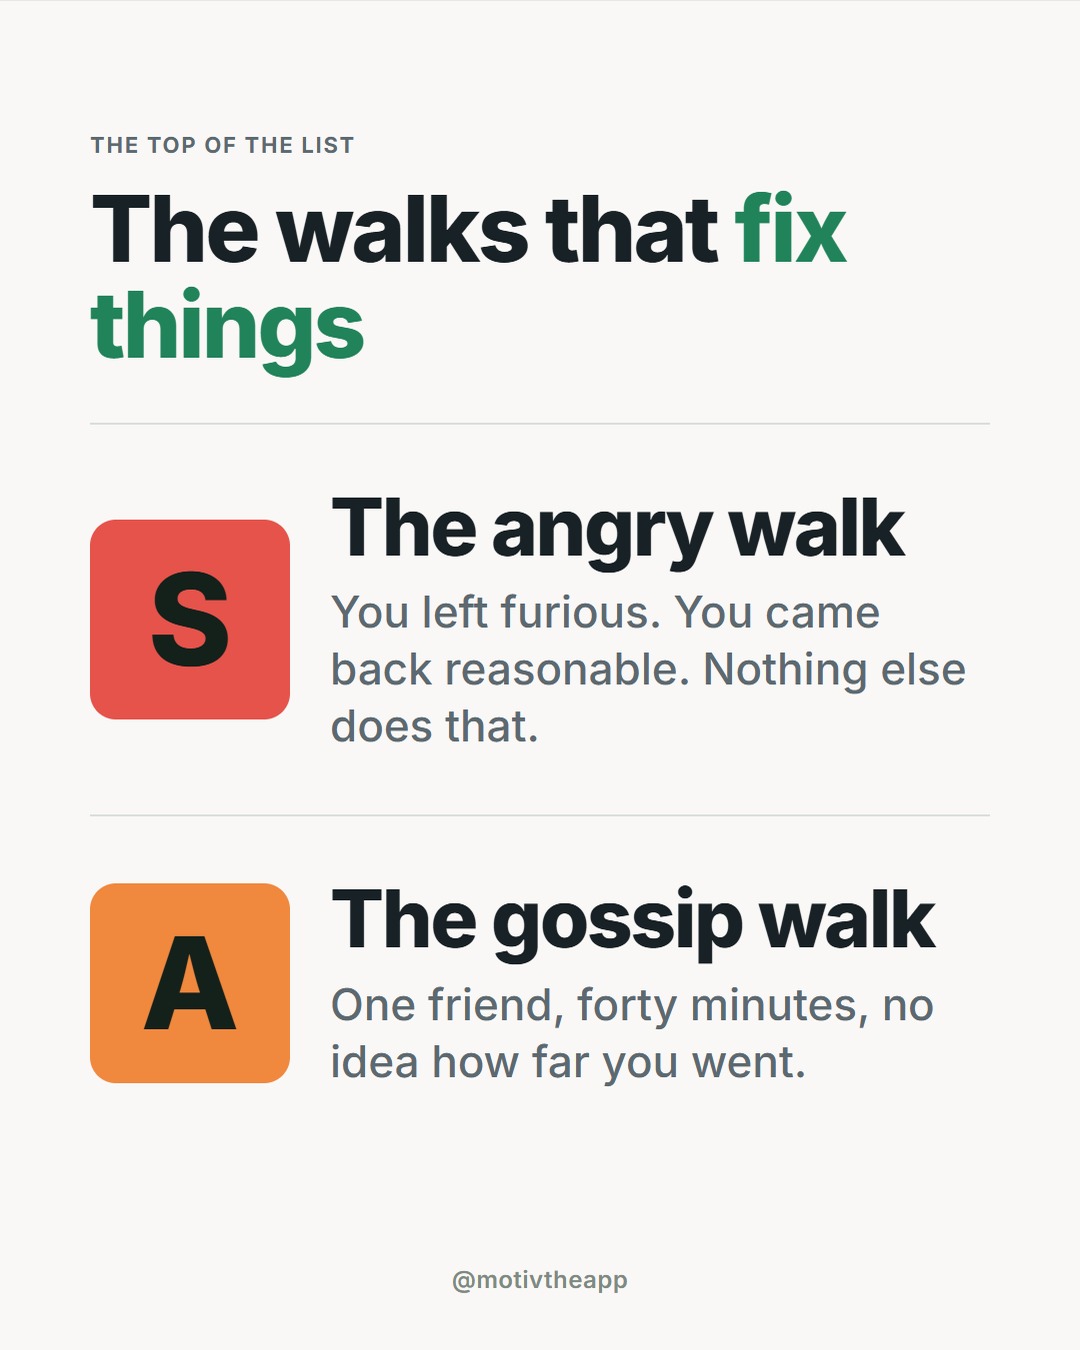 THE TOP OF THE LIST
The walks that fix
things
S
The angry walk
You left furious. You came
back reasonable. Nothing else
does that.
A
The gossip walk
One friend, forty minutes, no
idea how far you went.
@motivtheapp